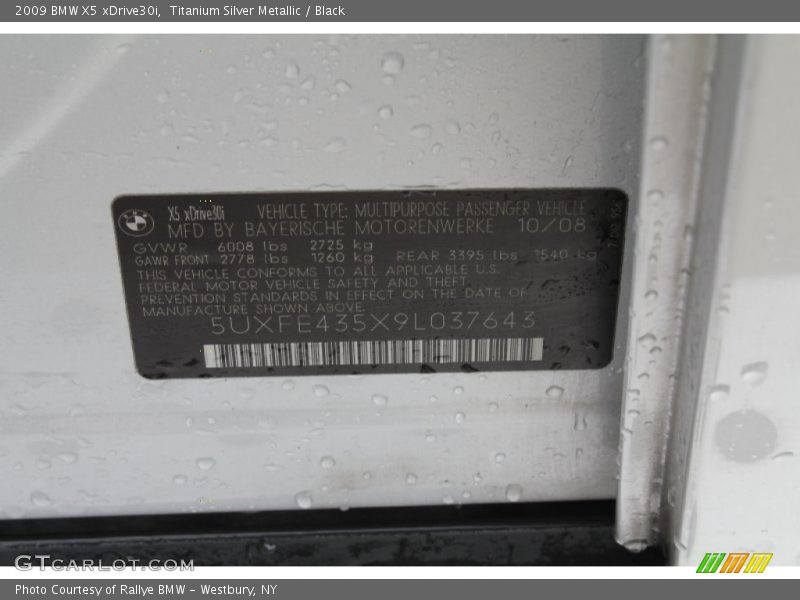 2009 BMW X5 xDrive30i,  Titanium Silver Metallic / Black
X5 xDrive30i VEHICLE TYPE: MULTIPURPOSE PASSENGER VEHICLE
MFD BY BAYERISCHE MOTORENWERKE 10/08
GVWR 6008 lbs 2725 kg
GAWR FRONT 2778 lbs 1260 kg REAR 3395 lbs 1540 kg
THIS VEHICLE CONFORMS TO ALL APPLICABLE U.S.
FEDERAL MOTOR VEHICLE SAFETY AND THEFT
PREVENTION STANDARDS IN EFFECT ON THE DATE OF
MANUFACTURE SHOWN ABOVE
5UXFE435X9L037643
GTCARLOT.COM
Photo Courtesy of Rallye BMW - Westbury, NY